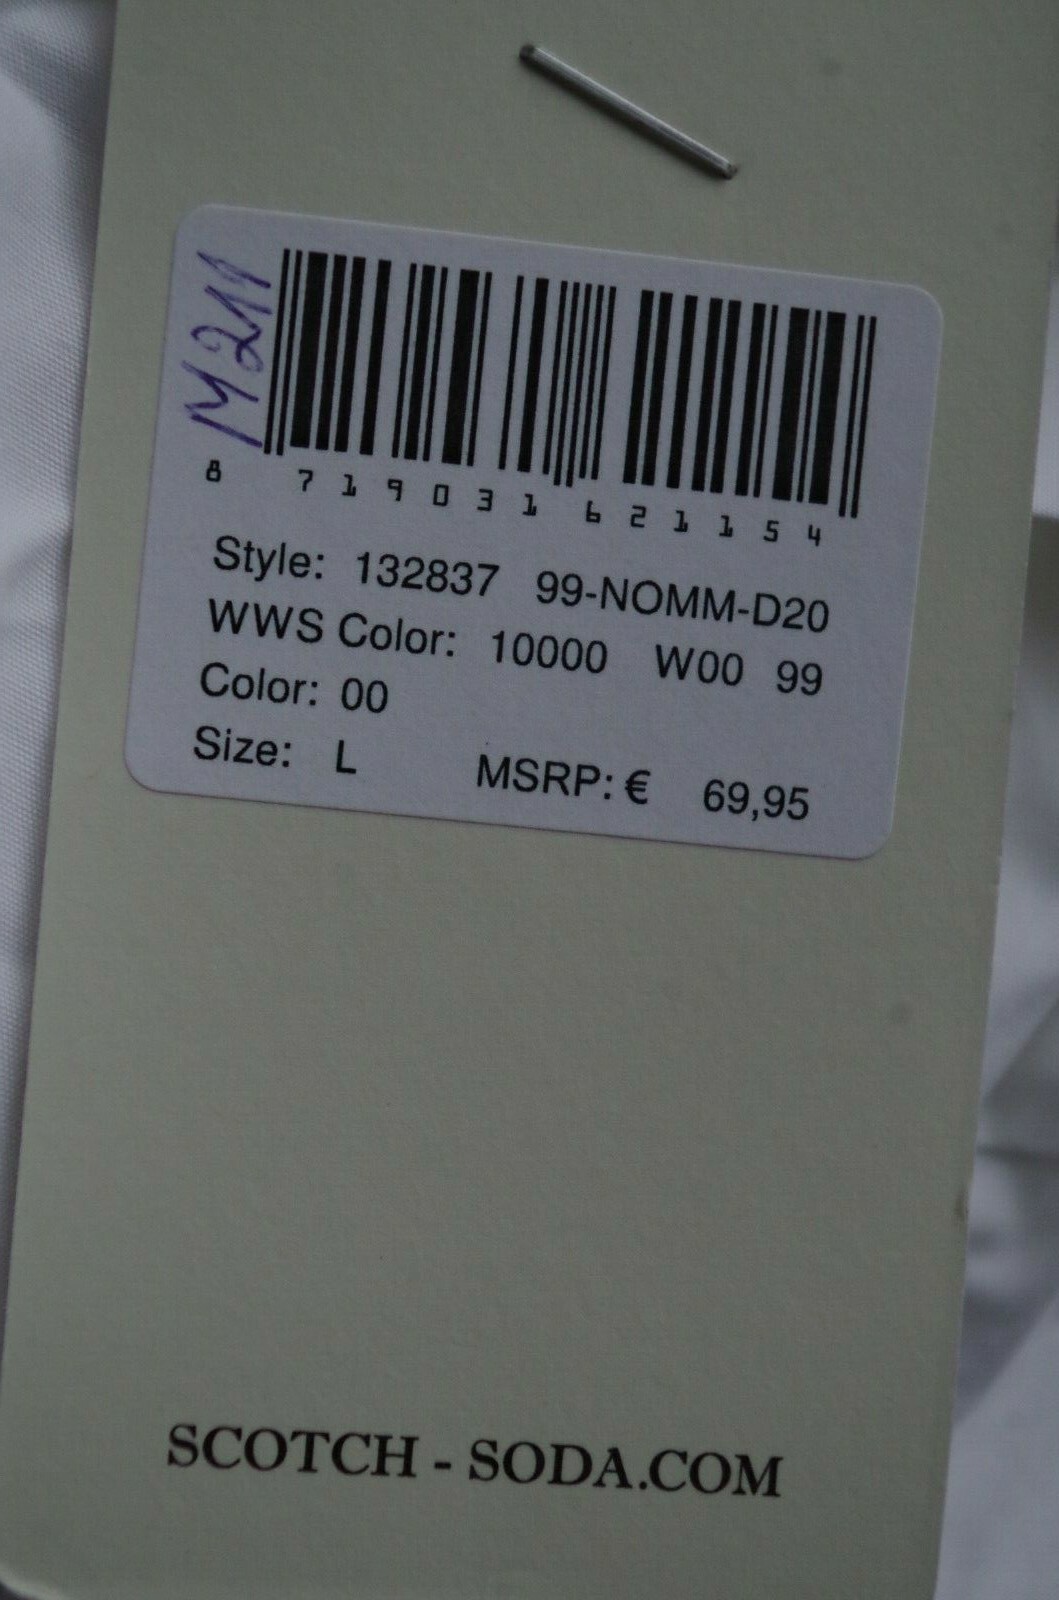 M211
8 719031 621154
Style: 132837 99-NOMM-D20
WWS Color: 10000 W00 99
Color: 00
Size: L MSRP: € 69,95
SCOTCH - SODA.COM